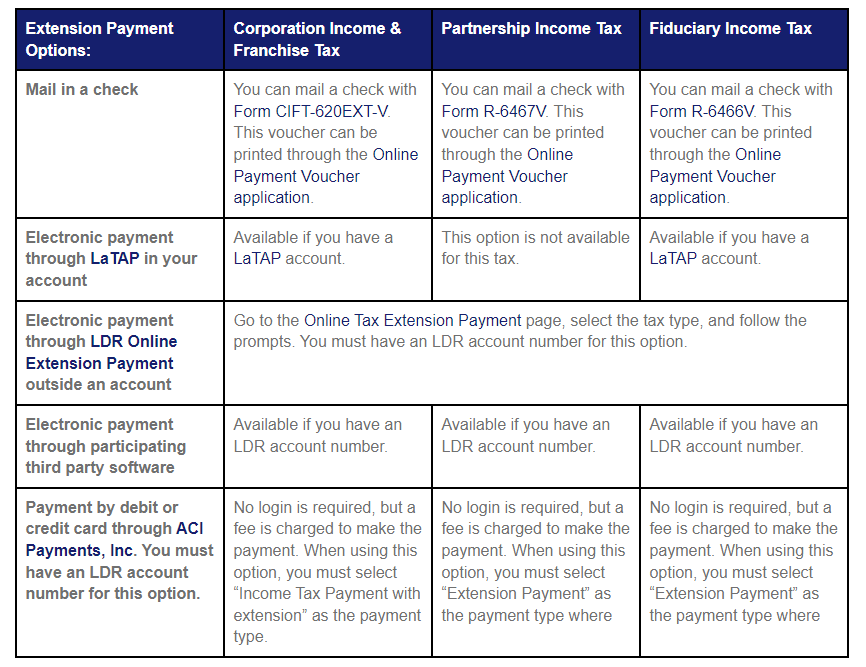 Extension Payment
Options:
Corporation Income &
Franchise Tax
Partnership Income Tax
Fiduciary Income Tax
Mail in a check
You can mail a check with
Form CIFT-620EXT-V.
This voucher can be
printed through the Online
Payment Voucher
application.
You can mail a check with
Form R-6467V. This
voucher can be printed
through the Online
Payment Voucher
application.
You can mail a check with
Form R-6466V. This
voucher can be printed
through the Online
Payment Voucher
application.
Electronic payment
through LaTAP in your
account
Available if you have a
LaTAP account.
This option is not available
for this tax.
Available if you have a
LaTAP account.
Electronic payment
through LDR Online
Extension Payment
outside an account
Go to the Online Tax Extension Payment page, select the tax type, and follow the
prompts. You must have an LDR account number for this option.
Electronic payment
through participating
third party software
Available if you have an
LDR account number.
Available if you have an
LDR account number.
Available if you have an
LDR account number.
Payment by debit or
credit card through ACI
Payments, Inc. You must
have an LDR account
number for this option.
No login is required, but a
fee is charged to make the
payment. When using this
option, you must select
“Income Tax Payment with
extension” as the payment
type.
No login is required, but a
fee is charged to make the
payment. When using this
option, you must select
“Extension Payment” as
the payment type where
No login is required, but a
fee is charged to make the
payment. When using this
option, you must select
“Extension Payment” as
the payment type where